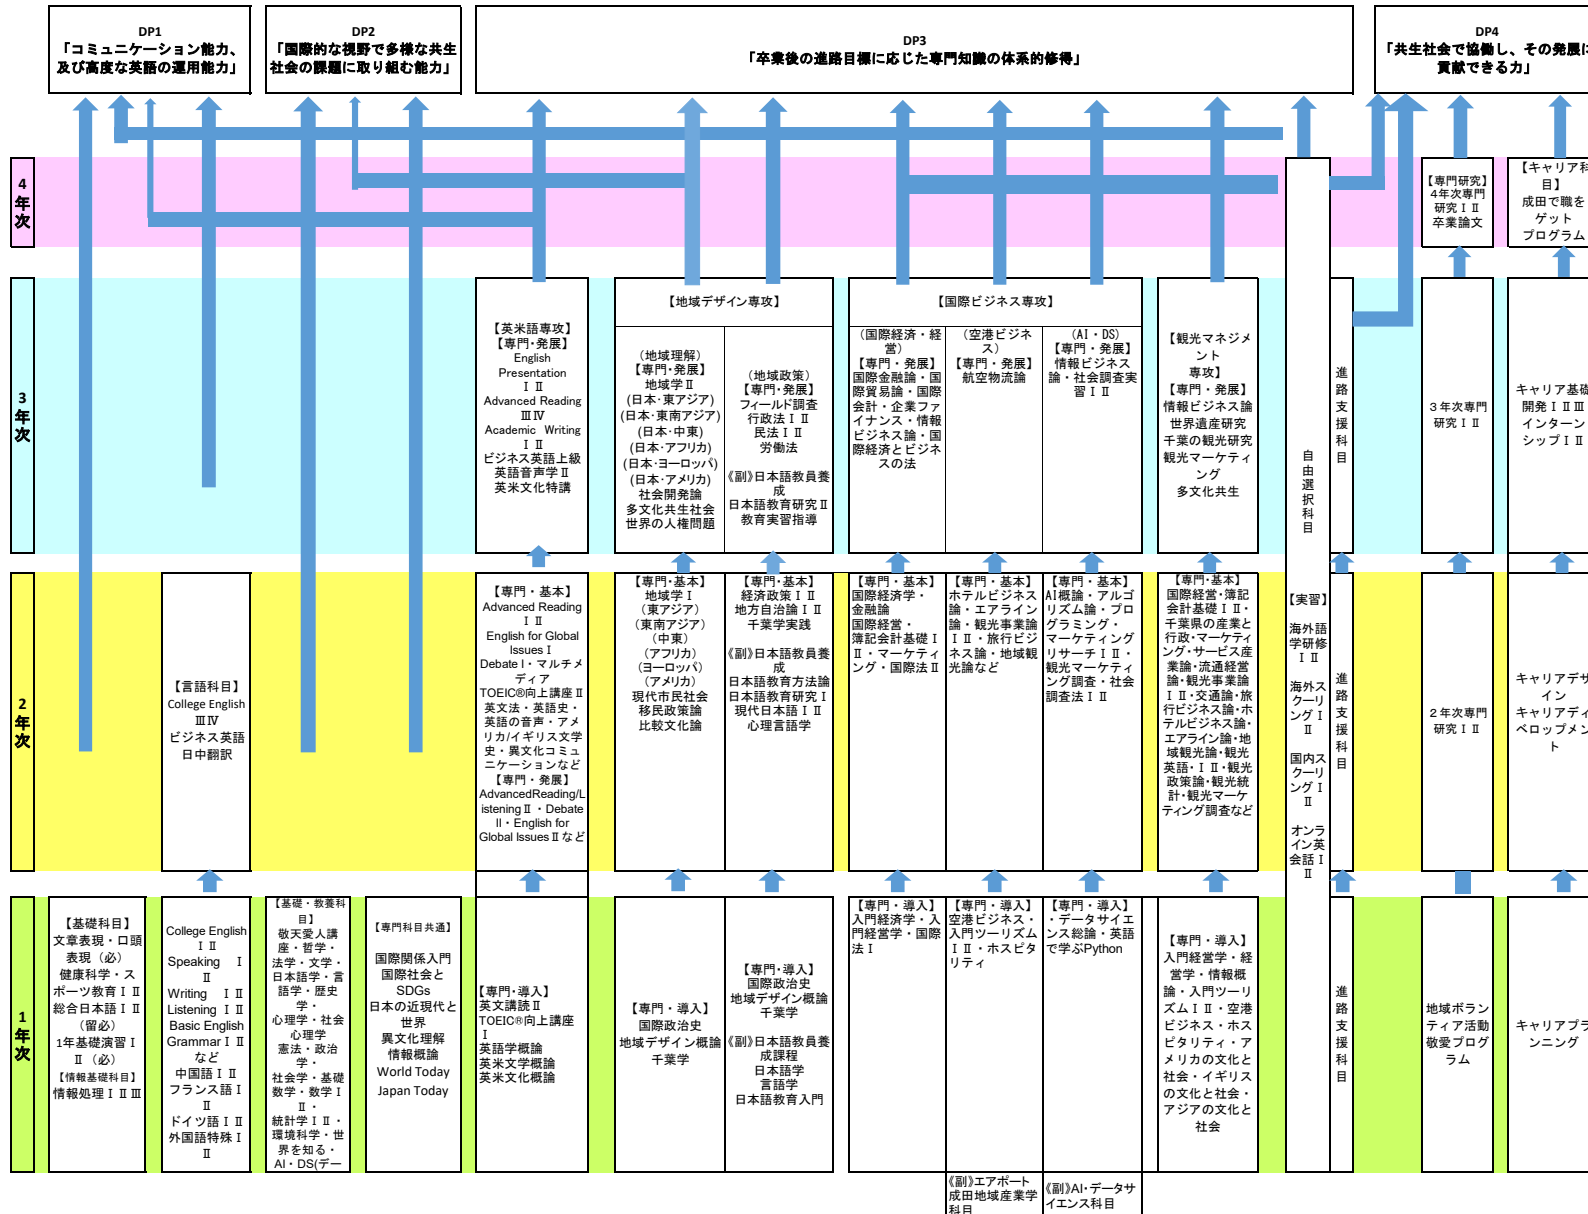 DP1
「コミュニケーション能力、
及び高度な英語の運用能力」
DP2
「国際的な視野で多様な共生
社会の課題に取り組む能力」
DP3
「卒業後の進路目標に応じた専門知識の体系的修得」
DP4
「共生社会で協働し、その発展に
貢献できる力」
4
年
次
【専門研究】
4年次専門
研究ⅠⅡ
卒業論文
【キャリア科
目】
成田で職を
ゲット
プログラム
3
年
次
【英米語専攻】
【専門・発展】
English
Presentation
ⅠⅡ
Advanced Reading
ⅢⅣ
Academic Writing
ⅠⅡ
ビジネス英語上級
英語音声学Ⅱ
英米文化特講
【地域デザイン専攻】
(地域理解)
【専門・発展】
地域学Ⅱ
(日本・東アジア)
(日本・東南アジア)
(日本・中東)
(日本・アフリカ)
(日本・ヨーロッパ)
(日本・アメリカ)
社会開発論
多文化共生社会
世界の人権問題
(地域政策)
【専門・発展】
フィールド調査
行政法ⅠⅡ
民法ⅠⅡ
労働法
《副》日本語教員養
成
日本語教育研究Ⅱ
教育実習指導
【国際ビジネス専攻】
(国際経済・経
営)
【専門・発展】
国際金融論・国
際貿易論・国際
会計・企業ファ
イナンス・情報
ビジネス論・国
際経済とビジネ
スの法
(空港ビジネ
ス)
【専門・発展】
航空物流論
(AI・DS)
【専門・発展】
情報ビジネス
論・社会調査実
習ⅠⅡ
【観光マネジメ
ント
専攻】
【専門・発展】
情報ビジネス論
世界遺産研究
千葉の観光研究
観光マーケティ
ング
多文化共生
自
由
選
択
科
目
【実習】
海外語
学研修
ⅠⅡ
海外ス
クーリ
ングⅠ
Ⅱ
国内ス
クーリ
ングⅠ
Ⅱ
オンラ
イン英
会話Ⅰ
Ⅱ
進
路
支
援
科
目
3年次専門
研究ⅠⅡ
キャリア基礎
開発ⅠⅡⅢ
インターン
シップⅠⅡ
2
年
次
【言語科目】
College English
ⅢⅣ
ビジネス英語
日中翻訳
【専門・基本】
Advanced Reading
ⅠⅡ
English for Global
Issues Ⅰ
Debate Ⅰ・マルチメ
ディア
TOEIC®向上講座Ⅱ
英文法・英語史・
英語の音声・アメ
リカ/イギリス文学
史・異文化コミュ
ニケーションなど
【専門・発展】
AdvancedReading/L
isteningⅡ・Debate
Ⅱ・English for
Global IssuesⅡなど
【専門・基本】
地域学Ⅰ
(東アジア)
(東南アジア)
(中東)
(アフリカ)
(ヨーロッパ)
(アメリカ)
現代市民社会
移民政策論
比較文化論
【専門・基本】
経済政策ⅠⅡ
地方自治論ⅠⅡ
千葉学実践
《副》日本語教員養
成
日本語教育方法論
日本語教育研究Ⅰ
現代日本語ⅠⅡ
心理言語学
【専門・基本】
国際経済学・
金融論
国際経営・
簿記会計基礎Ⅰ
Ⅱ・マーケティ
ング・国際法Ⅱ
【専門・基本】
ホテルビジネス
論・エアライン
論・観光事業論
ⅠⅡ・旅行ビジ
ネス論・地域観
光論など
【専門・基本】
AI概論・アルゴ
リズム論・プロ
グラミング・
マーケティング
リサーチⅠⅡ・
観光マーケティ
ング調査・社会
調査法ⅠⅡ
【専門・基本】
国際経営・簿記
会計基礎ⅠⅡ・
千葉県の産業と
行政・マーケティ
ング・サービス産
業論・流通経営
論・観光事業論
ⅠⅡ・交通論・旅
行ビジネス論・ホ
テルビジネス論・
エアライン論・地
域観光論・観光
英語・ⅠⅡ・観光
政策論・観光統
計・観光マーケ
ティング調査など
進
路
支
援
科
目
2年次専門
研究ⅠⅡ
キャリアデザ
イン
キャリアディ
ベロップメン
ト
1
年
次
【基礎科目】
文章表現・口頭
表現（必）
健康科学・ス
ポーツ教育ⅠⅡ
総合日本語ⅠⅡ
（留必）
1年基礎演習Ⅰ
Ⅱ（必）
【情報基礎科目】
情報処理ⅠⅡⅢ
College English
ⅠⅡ
Speaking Ⅰ
Ⅱ
Writing ⅠⅡ
Listening ⅠⅡ
Basic English
Grammar ⅠⅡ
など
中国語ⅠⅡ
フランス語Ⅰ
Ⅱ
ドイツ語ⅠⅡ
外国語特殊Ⅰ
Ⅱ
【基礎・教養科
目】
敬天愛人講
座・哲学・
法学・文学・
日本語学・言
語学・歴史
学・
心理学・社会
心理学
憲法・政治
学・
社会学・基礎
数学・数学Ⅰ
Ⅱ・
統計学ⅠⅡ・
環境科学・世
界を知る・
AI・DS(デー
【専門科目共通】
国際関係入門
国際社会と
SDGs
日本の近現代と
世界
異文化理解
情報概論
World Today
Japan Today
【専門・導入】
英文講読Ⅱ
TOEIC®向上講座
Ⅰ
英語学概論
英米文学概論
英米文化概論
【専門・導入】
国際政治史
地域デザイン概論
千葉学
【専門・導入】
国際政治史
地域デザイン概論
千葉学
《副》日本語教員養
成課程
日本語学
言語学
日本語教育入門
【専門・導入】
入門経済学・入
門経営学・国際
法Ⅰ
【専門・導入】
空港ビジネス・
入門ツーリズム
ⅠⅡ・ホスピタ
リティ
【専門・導入】
・データサイエ
ンス総論・英語
で学ぶPython
【専門・導入】
入門経営学・経
営学・情報概
論・入門ツーリ
ズムⅠⅡ・空港
ビジネス・ホス
ピタリティ・ア
メリカの文化と
社会・イギリス
の文化と社会・
アジアの文化と
社会
進
路
支
援
科
目
地域ボラン
ティア活動
敬愛プログ
ラム
キャリアプラ
ンニング
《副》エアポート
成田地域産業学
科目
《副》AI・データサ
イエンス科目